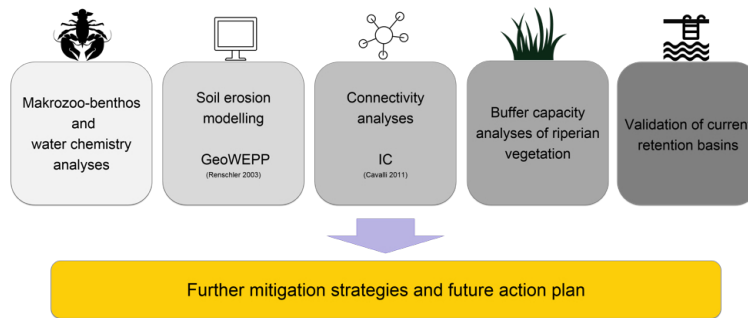 Makrozoo-benthos
and
water chemistry
analyses
Soil erosion
modelling
GeoWEPP
(Renschler 2003)
Connectivity
analyses
IC
(Cavalli 2011)
Buffer capacity
analyses of riperian
vegetation
Validation of curren
retention basins
Further mitigation strategies and future action plan